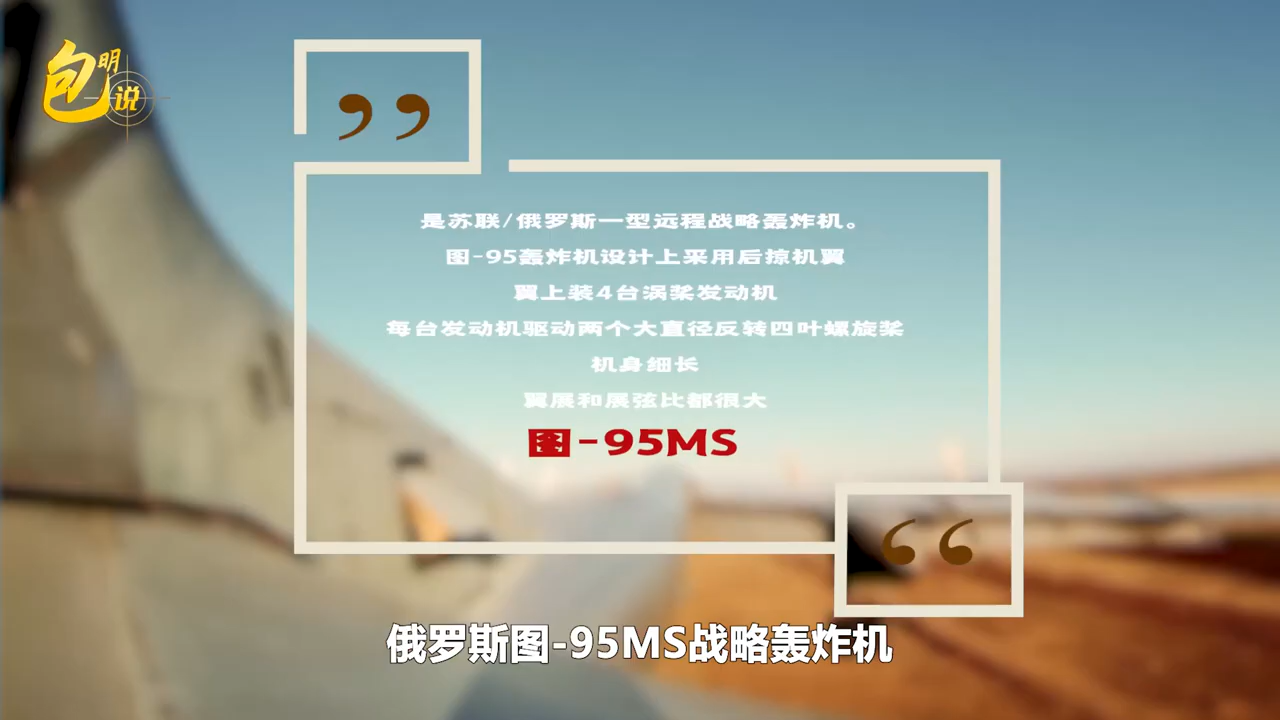 包明说
是苏联/俄罗斯一型远程战略轰炸机。
图-95轰炸机设计上采用后掠机翼
翼上装4台涡桨发动机
每台发动机驱动两个大直径反转四叶螺旋桨
机身细长
翼展和展弦比都很大
图-95MS
俄罗斯图-95MS战略轰炸机